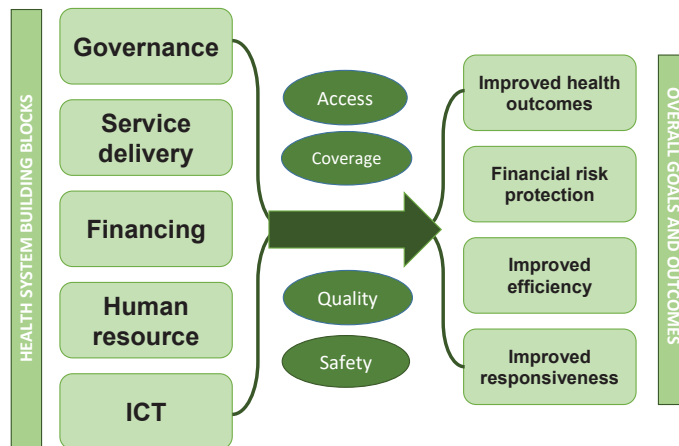 HEALTH SYSTEM BUILDING BLOCKS
Governance
Service
delivery
Financing
Human
resource
ICT
Access
Coverage
Quality
Safety
Improved health
outcomes
Financial risk
protection
Improved
efficiency
Improved
responsiveness
OVERALL GOALS AND OUTCOMES